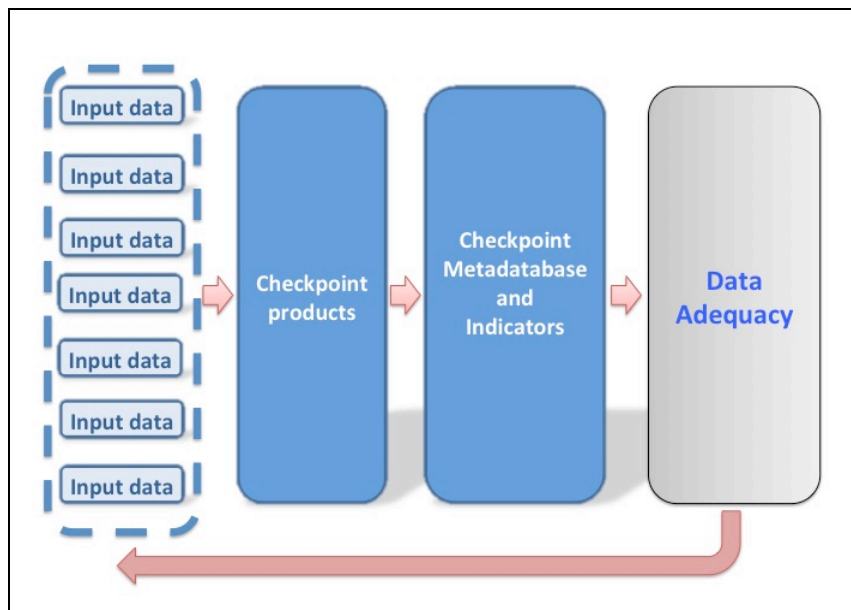 Input data
Input data
Input data
Input data
Input data
Input data
Input data
Checkpoint
products
Checkpoint
Metadatabase
and
Indicators
Data
Adequacy